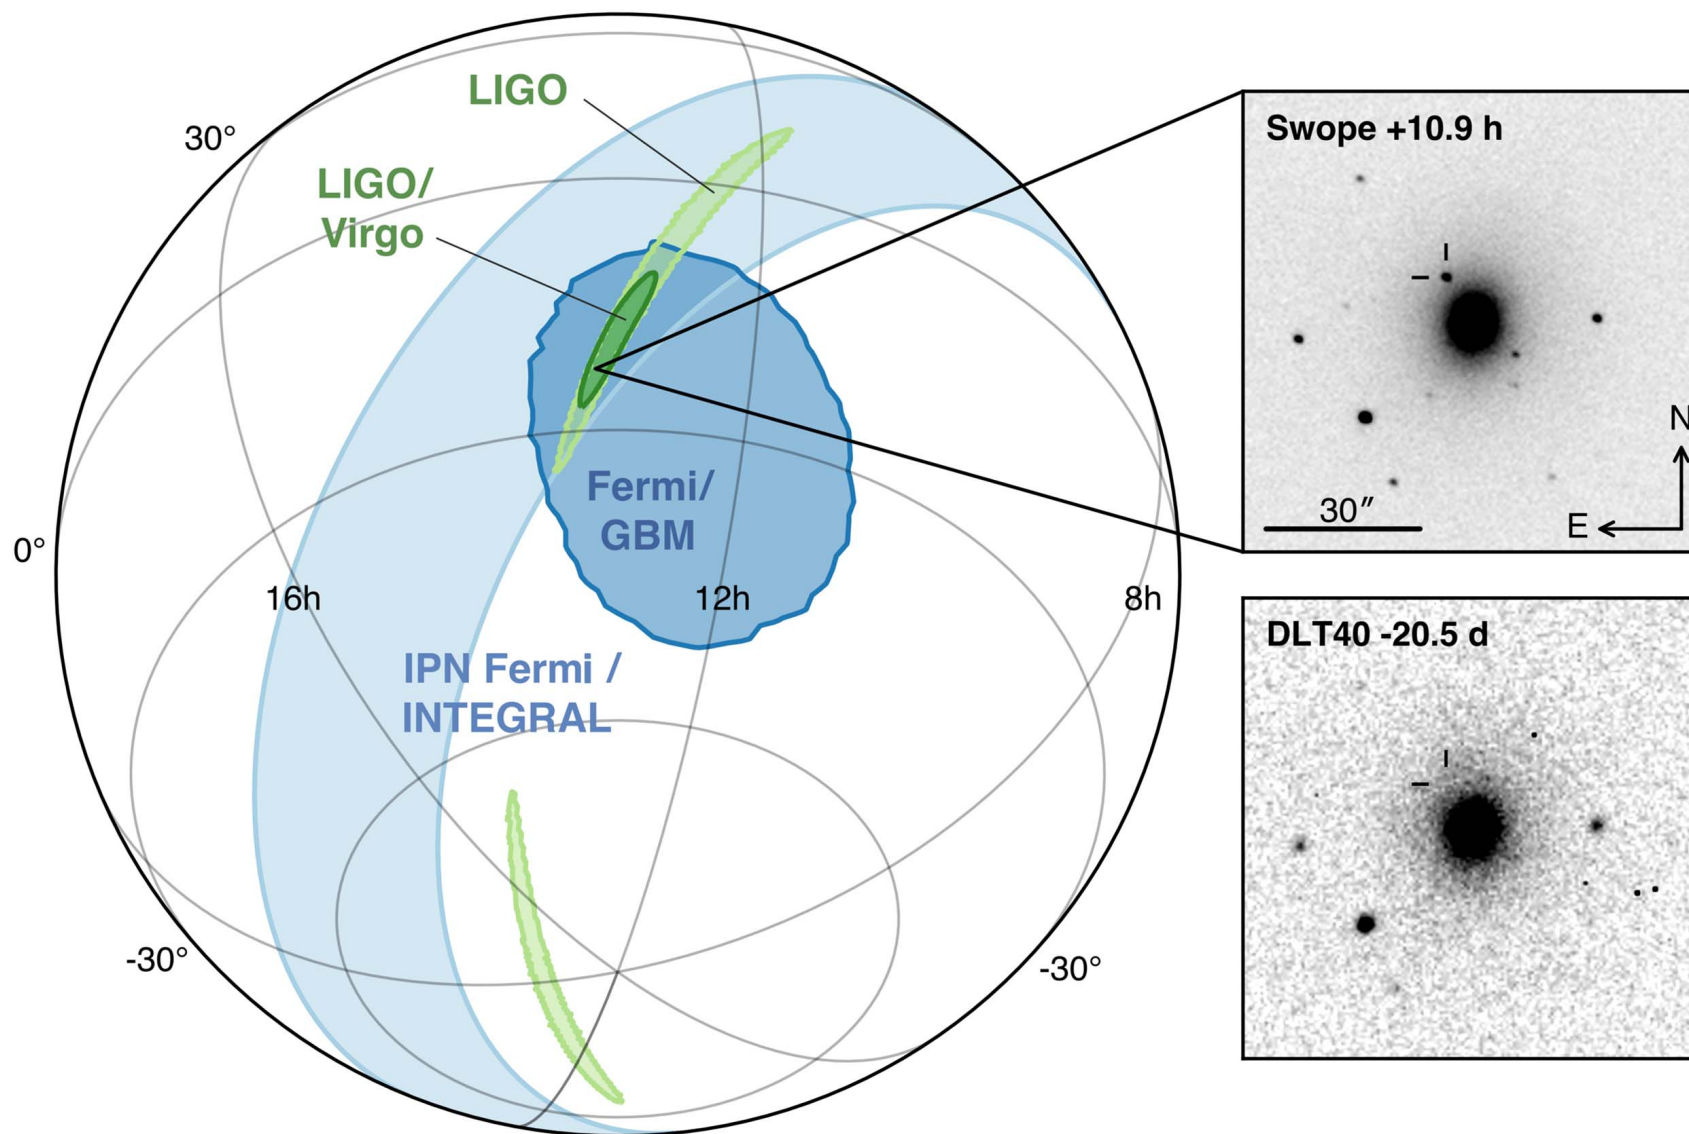 LIGO
LIGO/
Virgo
30°
0°
-30°
-30°
16h
12h
8h
Fermi/
GBM
IPN Fermi /
INTEGRAL
Swope +10.9 h
30″
N
E
DLT40 -20.5 d